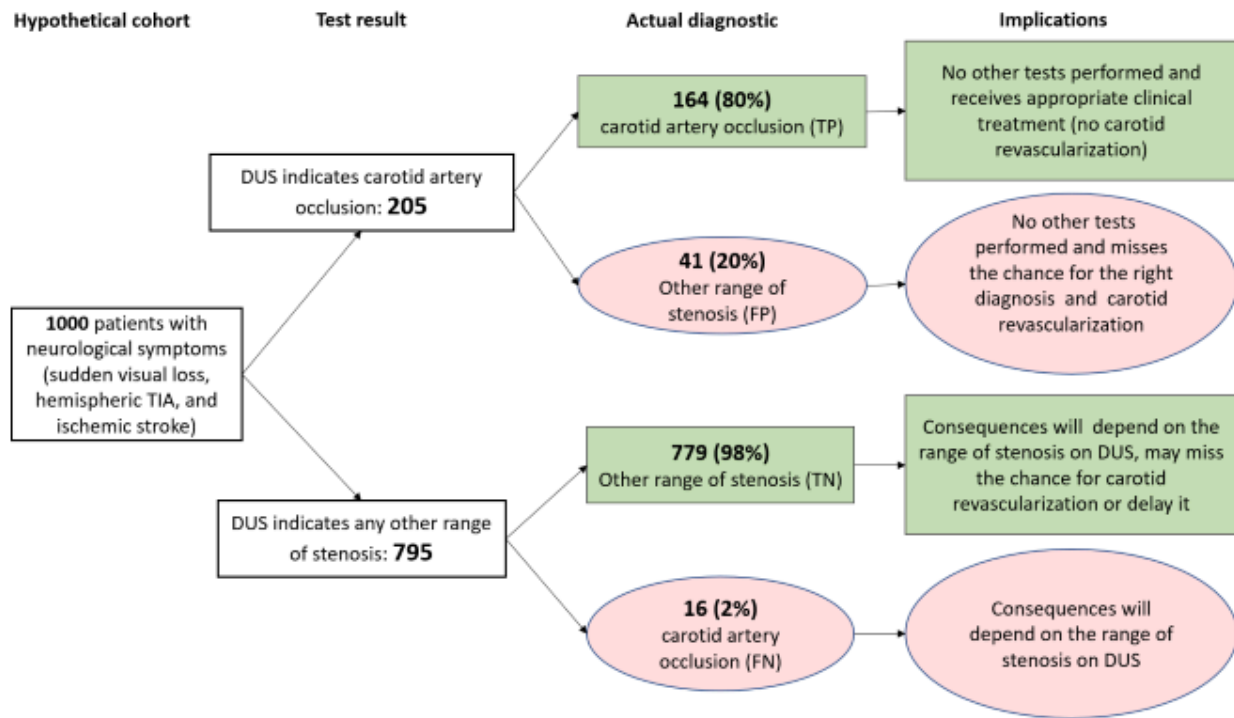 Hypothetical cohort
Test result
Actual diagnostic
Implications
1000 patients with
neurological symptoms
(sudden visual loss,
hemispheric TIA, and
ischemic stroke)
DUS indicates carotid artery
occlusion: 205
164 (80%)
carotid artery occlusion (TP)
No other tests performed and
receives appropriate clinical
treatment (no carotid
revascularization)
41 (20%)
Other range of
stenosis (FP)
No other tests
performed and misses
the chance for the right
diagnosis and carotid
revascularization
DUS indicates any other range
of stenosis: 795
779 (98%)
Other range of stenosis (TN)
Consequences will depend on the
range of stenosis on DUS, may miss
the chance for carotid
revascularization or delay it
16 (2%)
carotid artery
occlusion (FN)
Consequences will
depend on the range of
stenosis on DUS